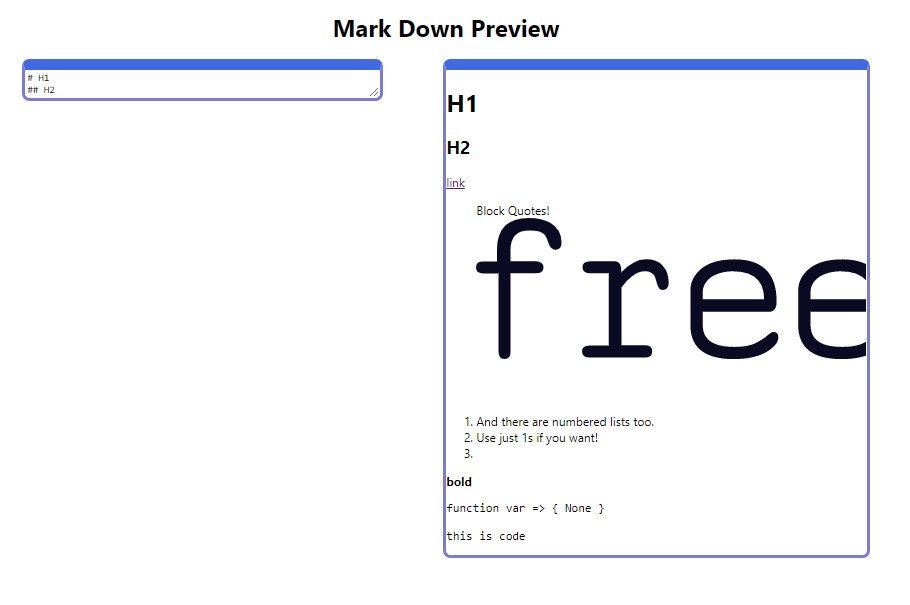 Mark Down Preview
# H1
## H2
H1
H2
link
Block Quotes!
free
1. And there are numbered lists too.
2. Use just 1s if you want!
3.
bold
function var => { None }
this is code